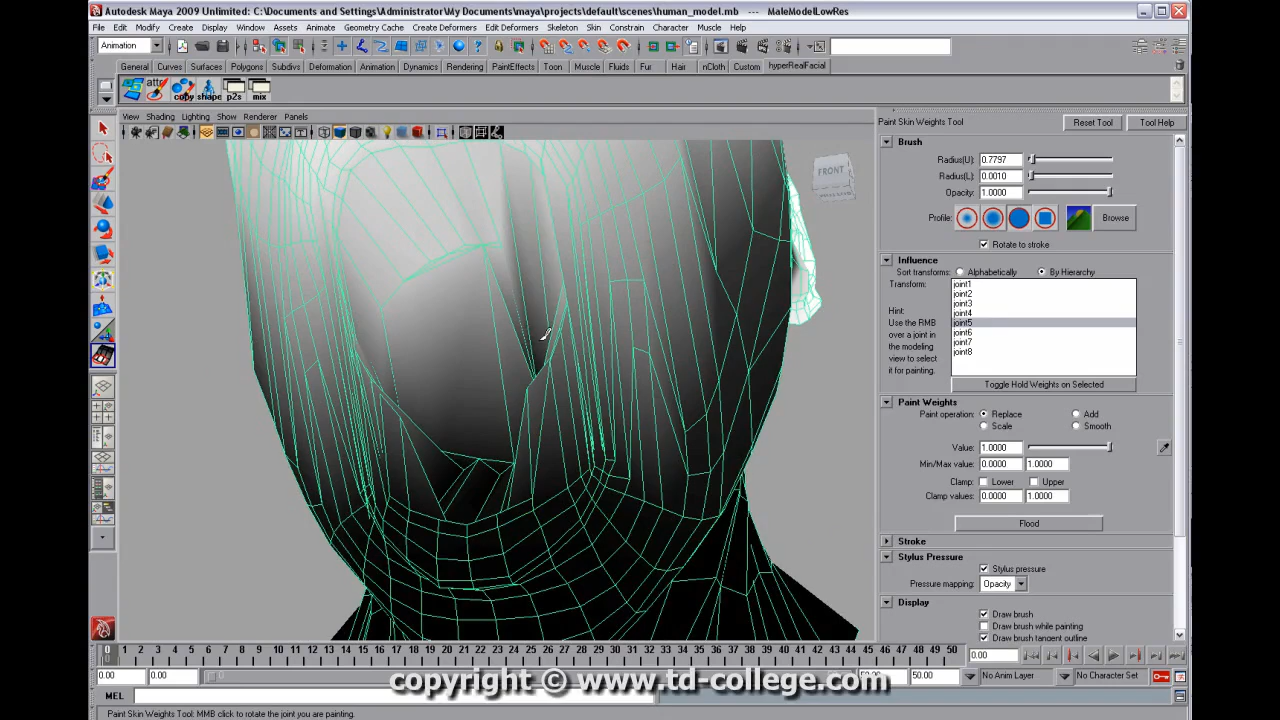 Autodesk Maya 2009 Unlimited: C:\Documents and Settings\Administrator\My Documents\maya\projects\default\scenes\human_model.mb --- MaleModelLowRes
File Edit Modify Create Display Window Assets Animate Geometry Cache Create Deformers Edit Deformers Skeleton Skin Constrain Character Muscle Help
Animation
General Curves Surfaces Polygons Subdivs Deformation Animation Dynamics Rendering PaintEffects Toon Muscle Fluids Fur Hair nCloth Custom hyperRealFacial
attr copy shape p2s mix
View Shading Lighting Show Renderer Panels
FRONT
Paint Skin Weights Tool Reset Tool Tool Help
Brush
Radius(U): 0.7797
Radius(L): 0.0010
Opacity: 1.0000
Profile: Browse
Rotate to stroke
Influence
Sort transforms: Alphabetically By Hierarchy
Transform:
Hint:
Use the RMB
over a joint in
the modeling
view to select
it for painting.
joint1
joint2
joint3
joint4
joint5
joint6
joint7
joint8
Toggle Hold Weights on Selected
Paint Weights
Paint operation: Replace Add
Scale Smooth
Value: 1.0000
Min/Max value: 0.0000 1.0000
Clamp: Lower Upper
Clamp values: 0.0000 1.0000
Flood
Stroke
Stylus Pressure
Stylus pressure
Pressure mapping: Opacity
Display
Draw brush
Draw brush while painting
Draw brush tangent outline
0 1 2 3 4 5 6 7 8 9 10 11 12 13 14 15 16 17 18 19 20 21 22 23 24 25 26 27 28 29 30 31 32 33 34 35 36 37 38 39 40 41 42 43 44 45 46 47 48 49 50 0.00
0.00 0.00 50.00 50.00 No Anim Layer No Character Set
copyright © www.td-college.com
MEL
Paint Skin Weights Tool: MMB click to rotate the joint you are painting.